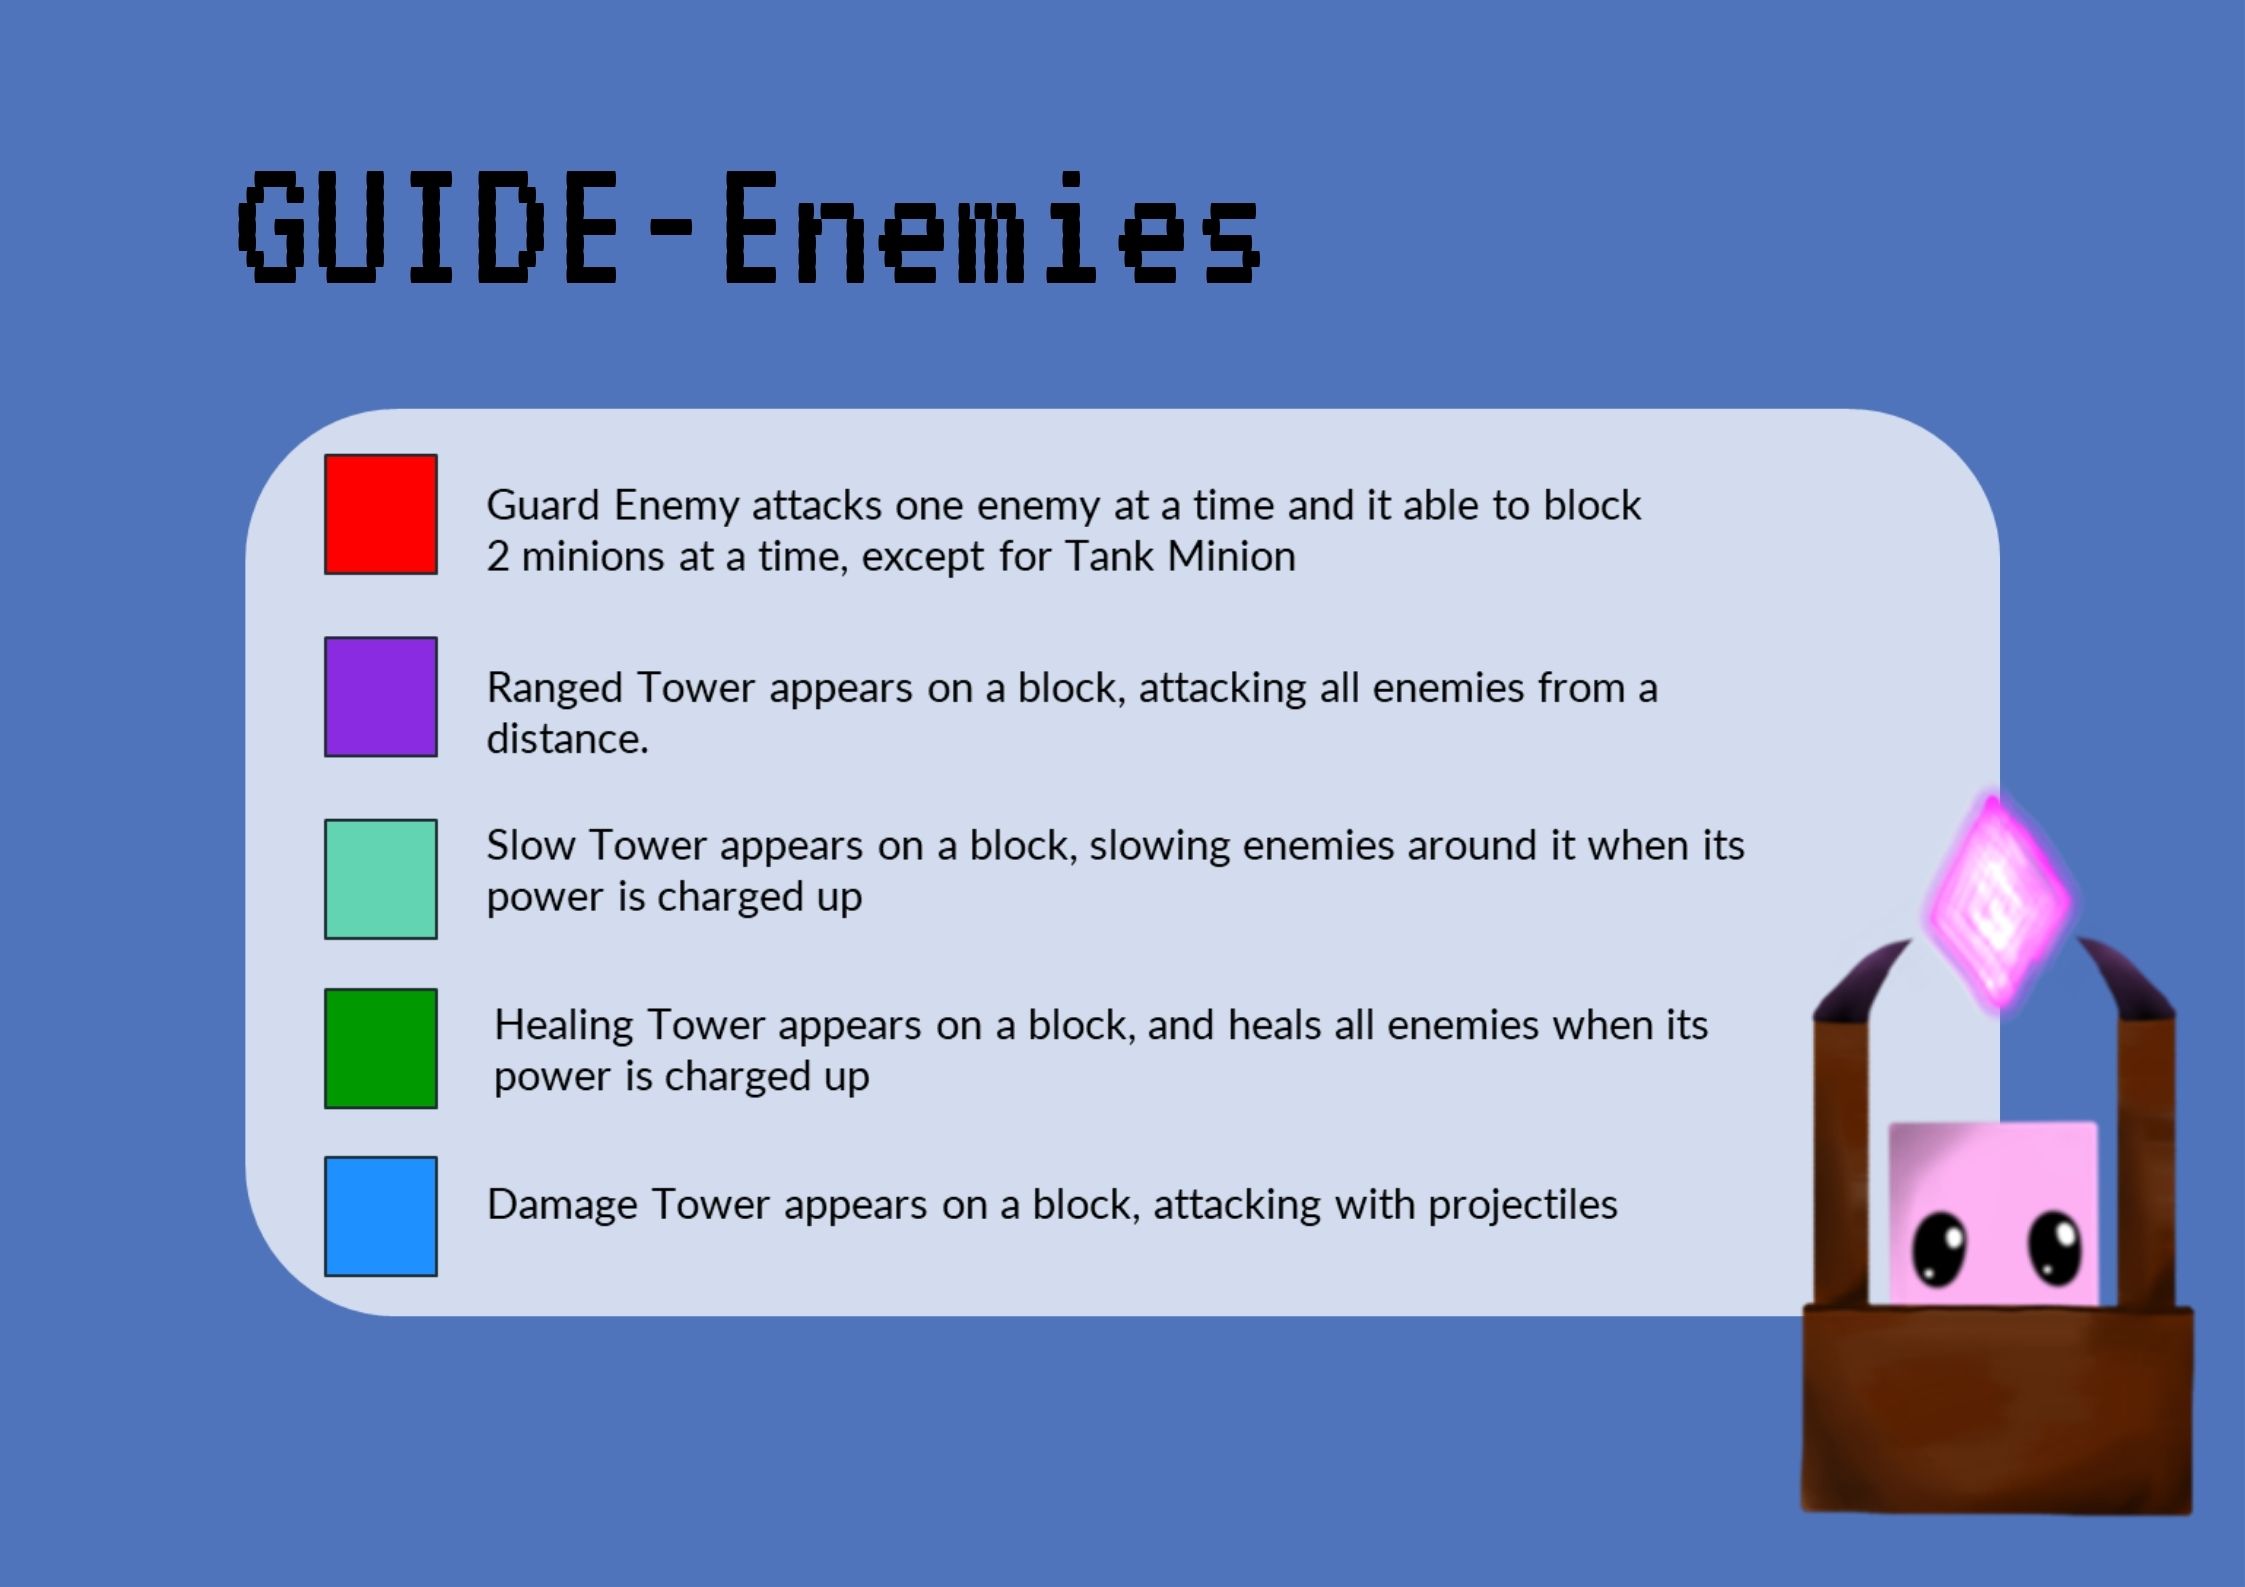 GUIDE-Enemies
Guard Enemy attacks one enemy at a time and it able to block
2 minions at a time, except for Tank Minion
Ranged Tower appears on a block, attacking all enemies from a
distance.
Slow Tower appears on a block, slowing enemies around it when its
power is charged up
Healing Tower appears on a block, and heals all enemies when its
power is charged up
Damage Tower appears on a block, attacking with projectiles